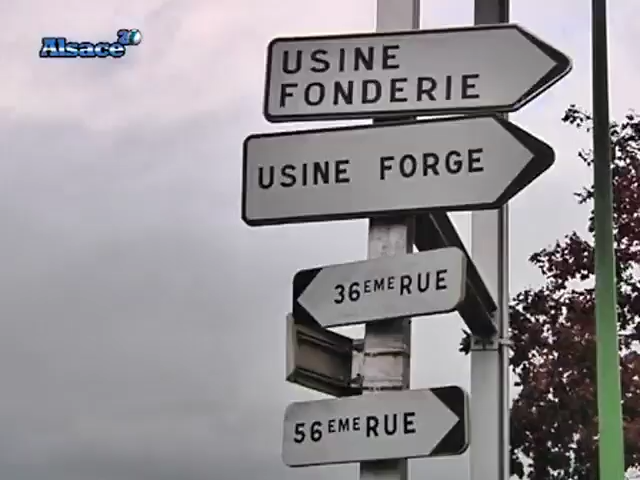 Alsace 20
USINE
FONDERIE
USINE FORGE
36EME RUE
56EME RUE